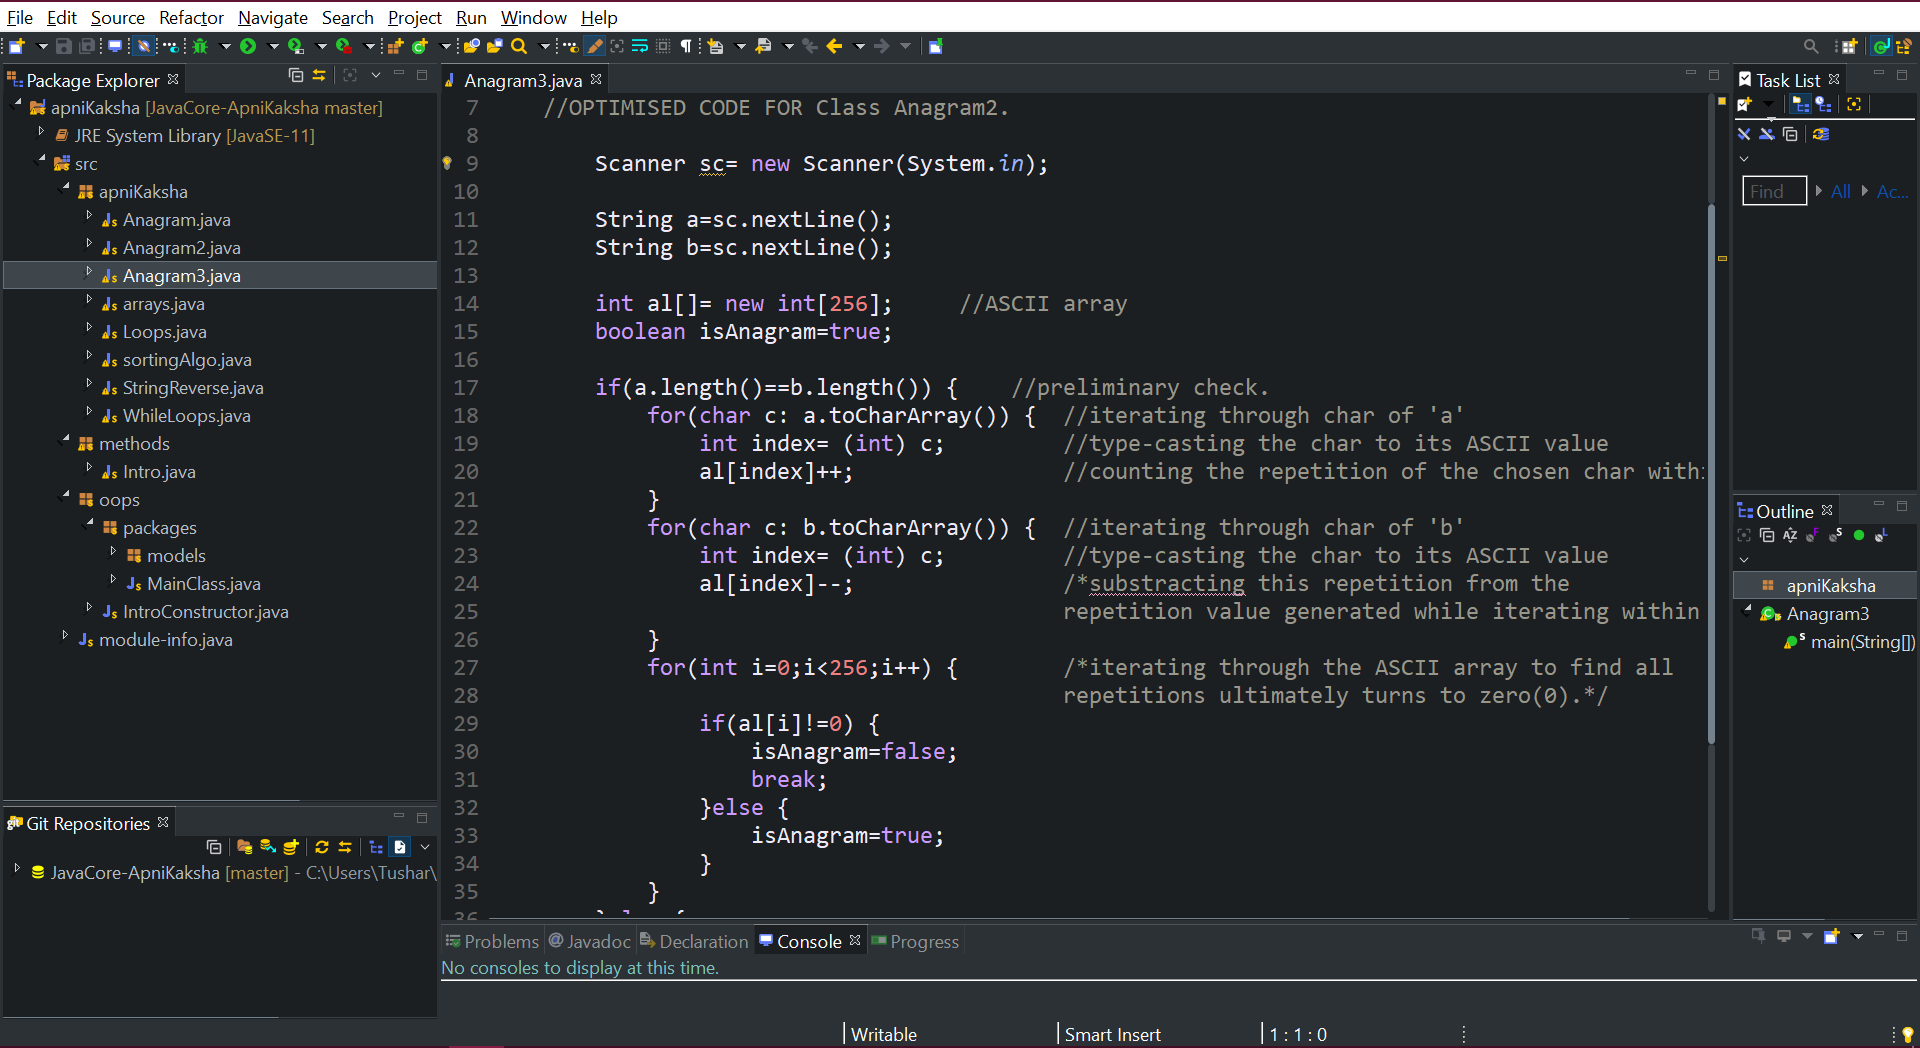 File Edit Source Refactor Navigate Search Project Run Window Help
Package Explorer
apniKaksha [JavaCore-ApniKaksha master]
JRE System Library [JavaSE-11]
src
apniKaksha
Anagram.java
Anagram2.java
Anagram3.java
arrays.java
Loops.java
sortingAlgo.java
StringReverse.java
WhileLoops.java
methods
Intro.java
oops
packages
models
MainClass.java
IntroConstructor.java
module-info.java
Git Repositories
JavaCore-ApniKaksha [master] - C:\Users\Tushar\
Anagram3.java
7 //OPTIMISED CODE FOR Class Anagram2.
8
9 Scanner sc= new Scanner(System.in);
10
11 String a=sc.nextLine();
12 String b=sc.nextLine();
13
14 int al[]= new int[256]; //ASCII array
15 boolean isAnagram=true;
16
17 if(a.length()==b.length()) { //preliminary check.
18 for(char c: a.toCharArray()) { //iterating through char of 'a'
19 int index= (int) c; //type-casting the char to its ASCII value
20 al[index]++; //counting the repetition of the chosen char with
21 }
22 for(char c: b.toCharArray()) { //iterating through char of 'b'
23 int index= (int) c; //type-casting the char to its ASCII value
24 al[index]--; /*substracting this repetition from the
25 repetition value generated while iterating within
26 }
27 for(int i=0;i<256;i++) { /*iterating through the ASCII array to find all
28 repetitions ultimately turns to zero(0).*/
29 if(al[i]!=0) {
30 isAnagram=false;
31 break;
32 }else {
33 isAnagram=true;
34 }
35 }
Problems Javadoc Declaration Console Progress
No consoles to display at this time.
Task List
Find All Ac...
Outline
apniKaksha
Anagram3
main(String[])
Writable Smart Insert 1 : 1 : 0